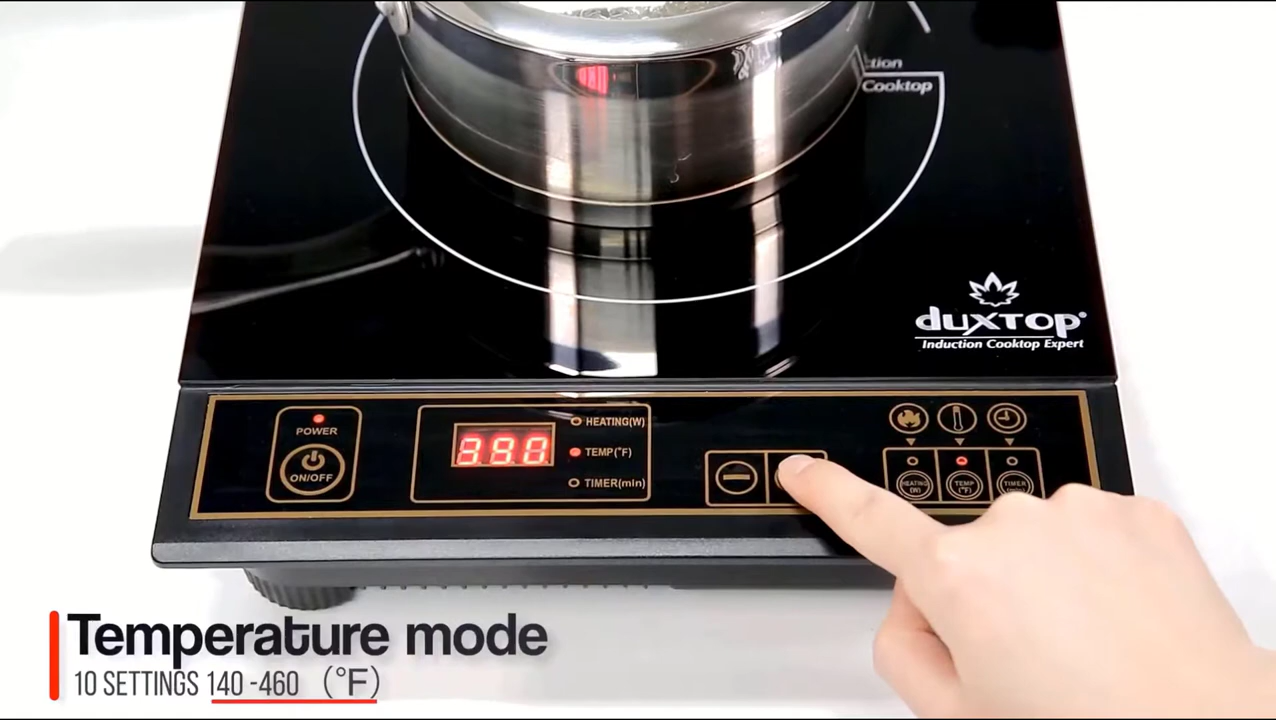 ction
Cooktop
duxtop®
Induction Cooktop Expert
POWER
ON/OFF
390
HEATING(W)
TEMP(°F)
TIMER(min)
HEATING
(W)
TEMP
(°F)
TIMER
Temperature mode
10 SETTINGS 140 -460 (°F)